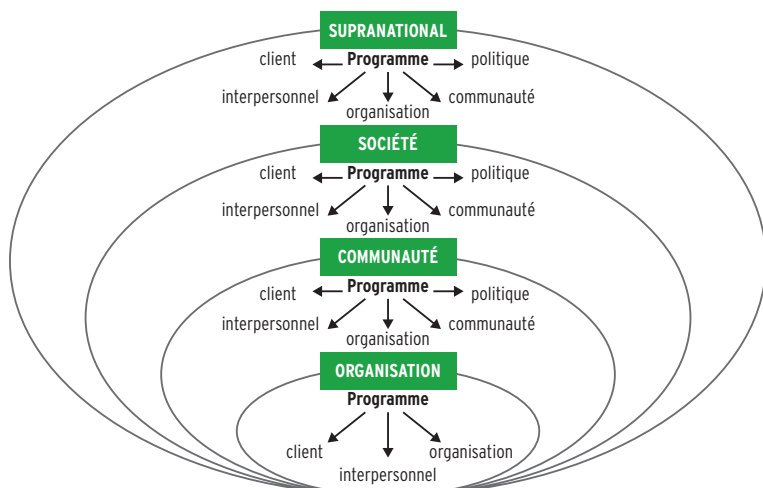 SUPRANATIONAL
client Programme politique
interpersonnel communauté
organisation
SOCIÉTÉ
client Programme politique
interpersonnel communauté
organisation
COMMUNAUTÉ
client Programme politique
interpersonnel communauté
organisation
ORGANISATION
Programme
client organisation
interpersonnel